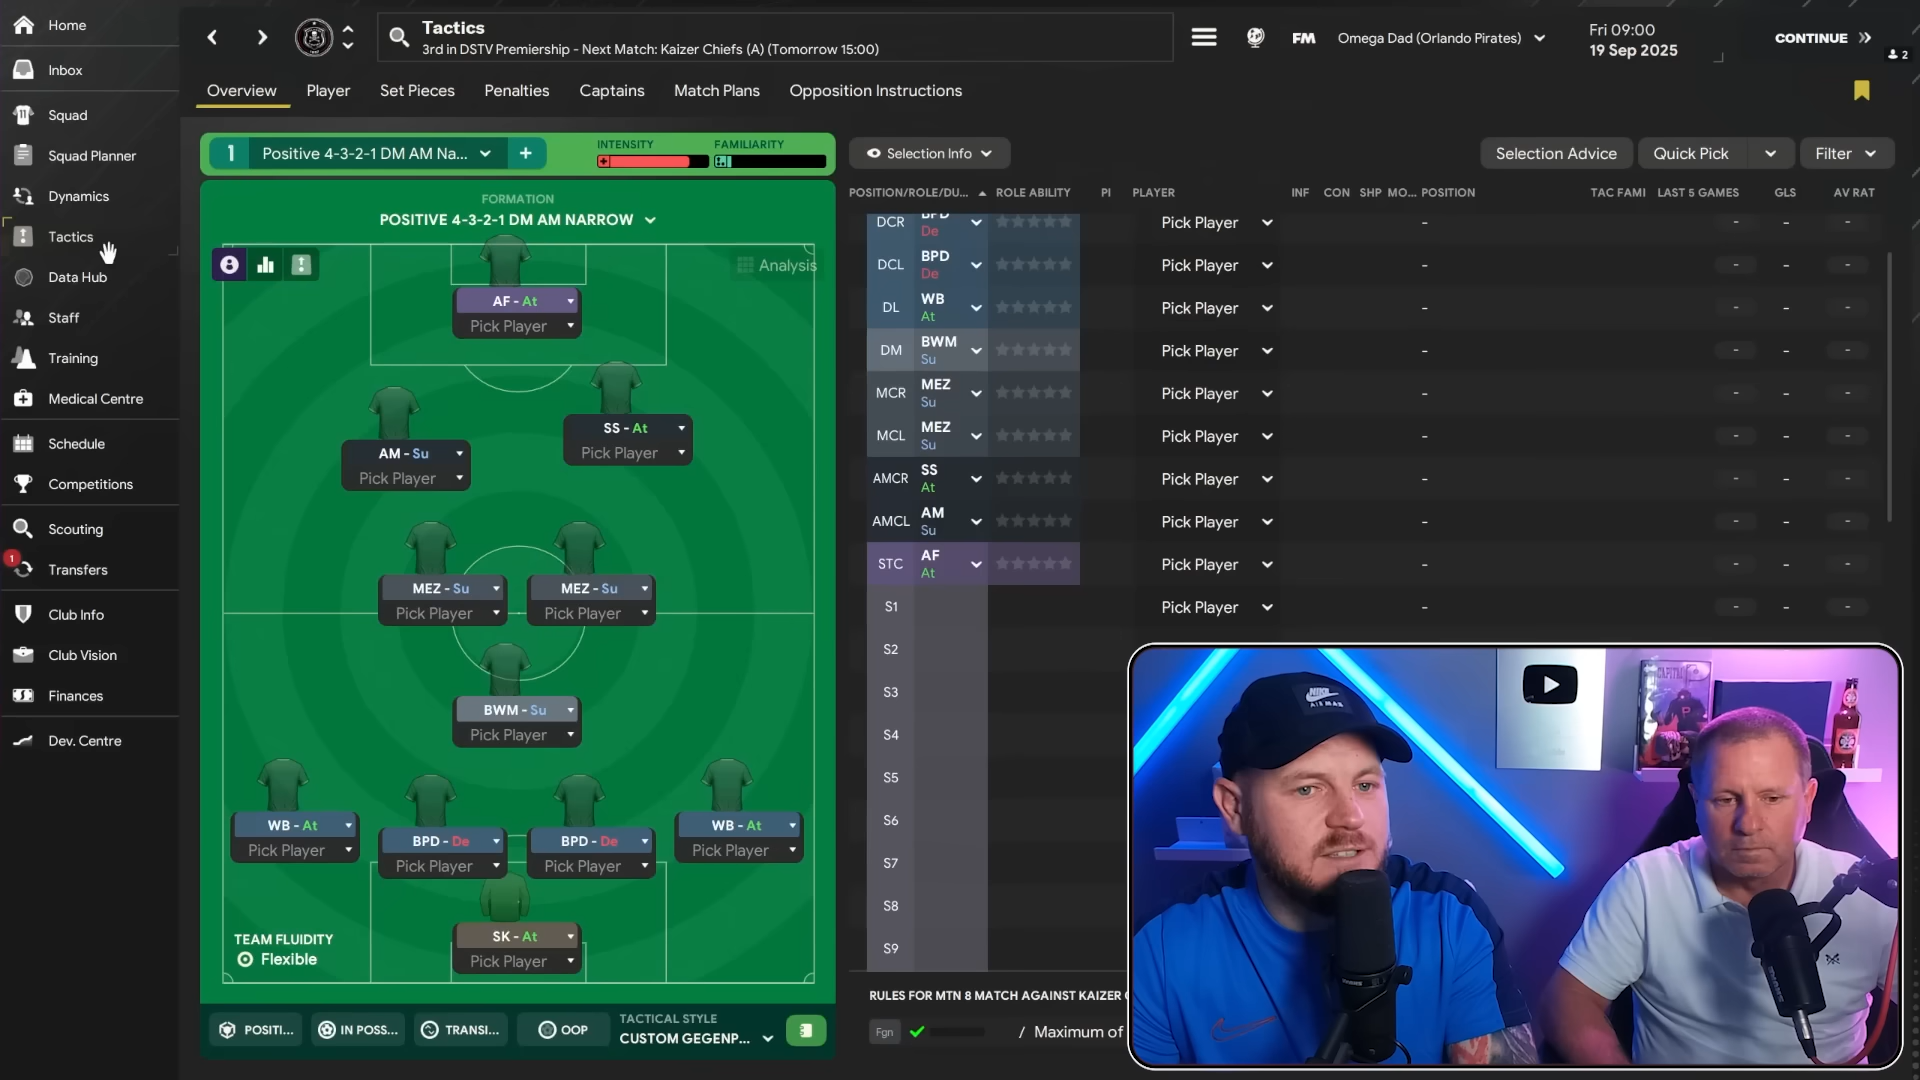 Home
Inbox
Squad
Squad Planner
Dynamics
Tactics
Data Hub
Staff
Training
Medical Centre
Schedule
Competitions
Scouting
1
Transfers
Club Info
Club Vision
Finances
Dev. Centre
Tactics
3rd in DSTV Premiership - Next Match: Kaizer Chiefs (A) (Tomorrow 15:00)
FM
Omega Dad (Orlando Pirates)
Fri 09:00
19 Sep 2025
CONTINUE
2
Overview
Player
Set Pieces
Penalties
Captains
Match Plans
Opposition Instructions
1
Positive 4-3-2-1 DM AM Na...
+
INTENSITY
FAMILIARITY
FORMATION
POSITIVE 4-3-2-1 DM AM NARROW
Analysis
AF - At
Pick Player
SS - At
Pick Player
AM - Su
Pick Player
MEZ - Su
Pick Player
MEZ - Su
Pick Player
BWM - Su
Pick Player
WB - At
Pick Player
BPD - De
Pick Player
BPD - De
Pick Player
WB - At
Pick Player
SK - At
Pick Player
TEAM FLUIDITY
Flexible
POSITI...
IN POSS...
TRANSI...
OOP
TACTICAL STYLE
CUSTOM GEGENP...
Selection Info
Selection Advice
Quick Pick
Filter
POSITION/ROLE/DU... ROLE ABILITY PI PLAYER INF CON SHP MO... POSITION TAC FAMI LAST 5 GAMES GLS AV RAT
DCR BPD De Pick Player - - - -
DCL BPD De Pick Player - - - -
DL WB At Pick Player - - - -
DM BWM Su Pick Player - - - -
MCR MEZ Su Pick Player - - - -
MCL MEZ Su Pick Player - - - -
AMCR SS At Pick Player - - - -
AMCL AM Su Pick Player - - - -
STC AF At Pick Player - - - -
S1 Pick Player - - - -
S2
S3
S4
S5
S6
S7
S8
S9
RULES FOR MTN 8 MATCH AGAINST KAIZER
Fgn / Maximum of
NIKE
AIR MAX